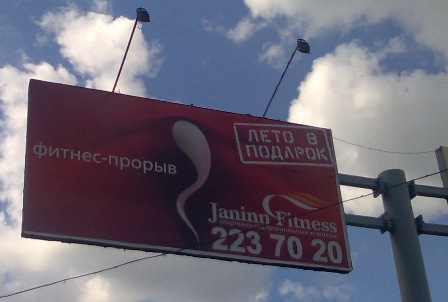 ЛЕТО В
ПОДАРОК
фитнес-прорыв
Janinn Fitness
223 70 20